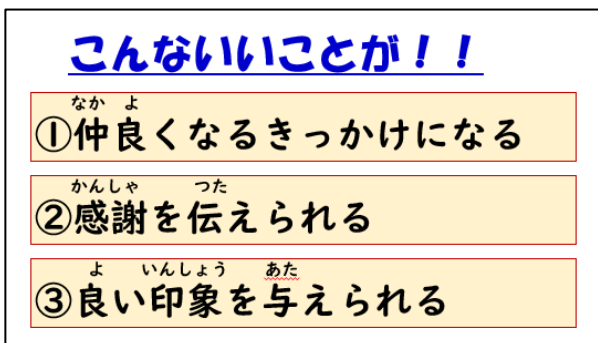 こんないいことが！！
なか よ
①仲良くなるきっかけになる
かんしゃ つた
②感謝を伝えられる
よ いんしょう あた
③良い印象を与えられる